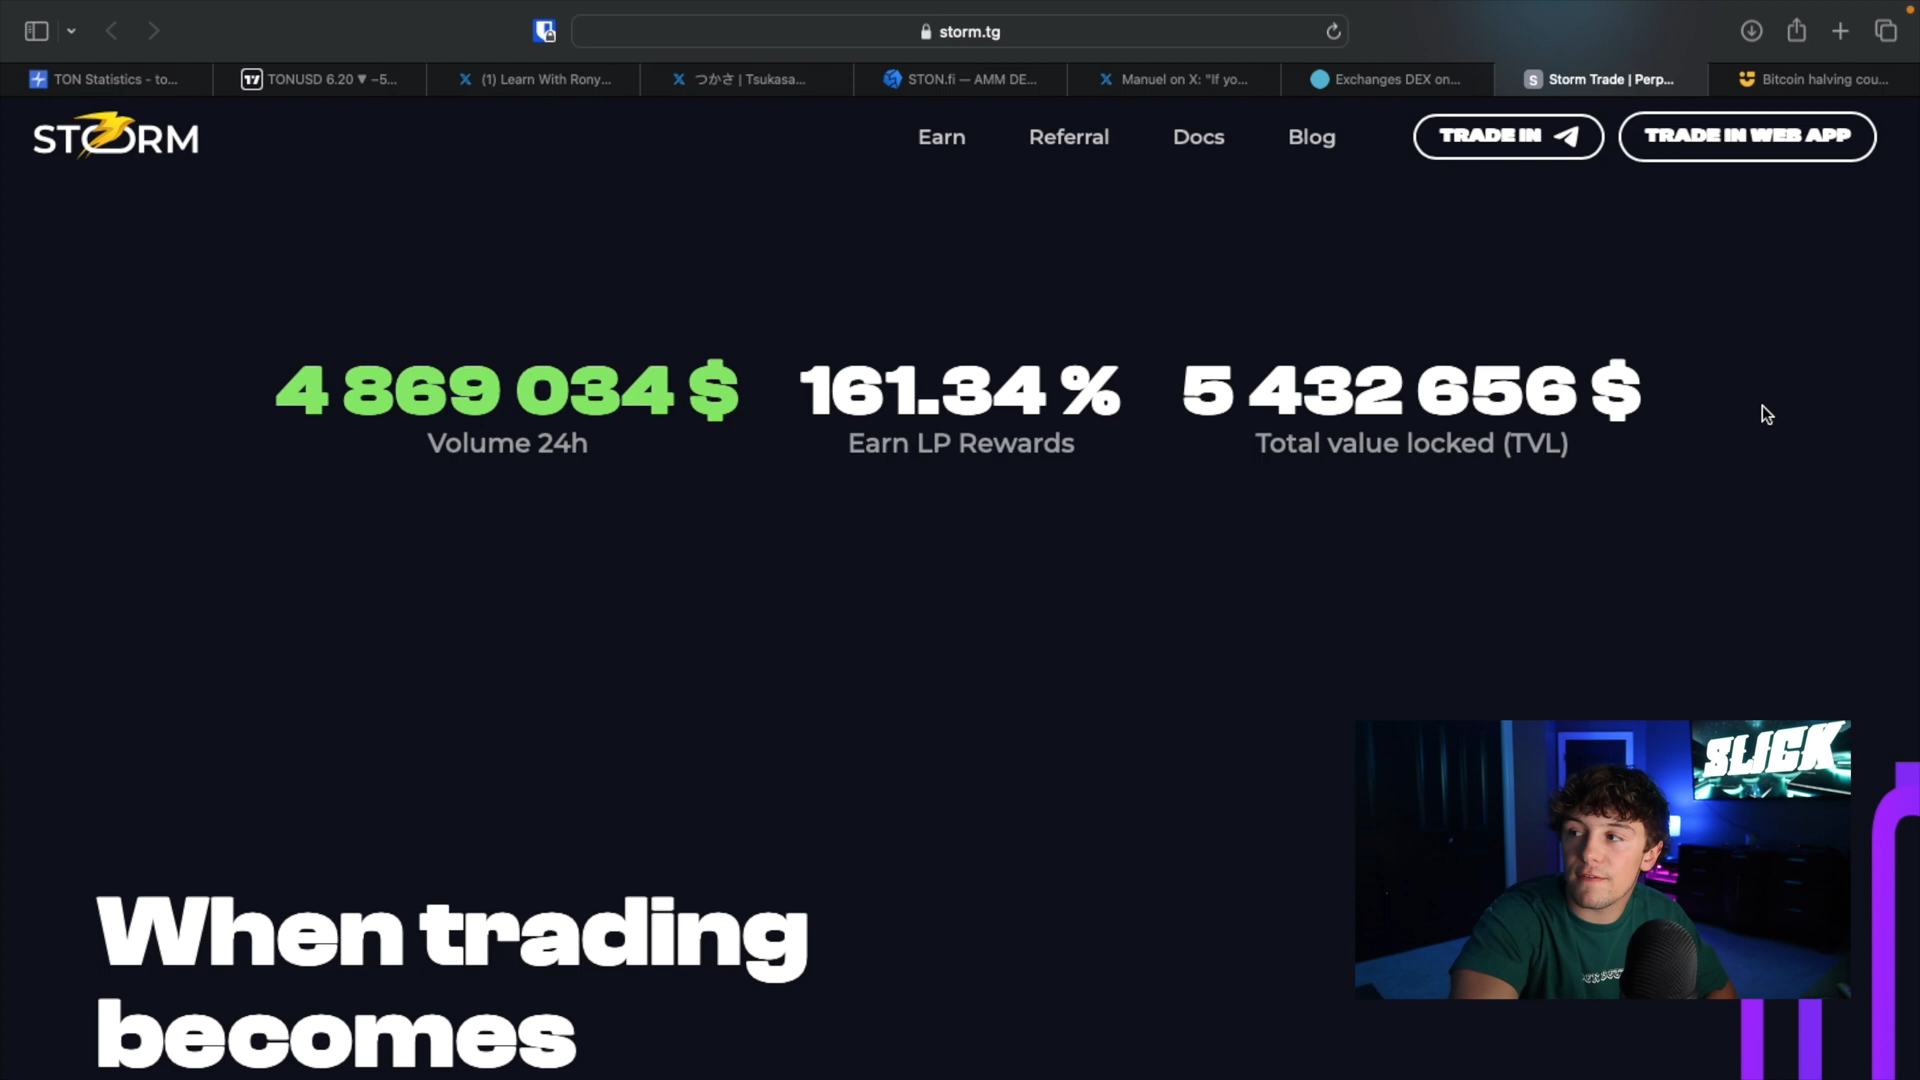 storm.tg
TON Statistics - to...
TONUSD 6.20 ▼ −5...
(1) Learn With Rony...
つかさ | Tsukasa...
STON.fi — AMM DE...
Manuel on X: "If yo...
Exchanges DEX on...
S Storm Trade | Perp...
Bitcoin halving cou...
STORM
Earn
Referral
Docs
Blog
TRADE IN
TRADE IN WEB APP
4 869 034 $
161.34 %
5 432 656 $
Volume 24h
Earn LP Rewards
Total value locked (TVL)
SLICK
When trading
becomes